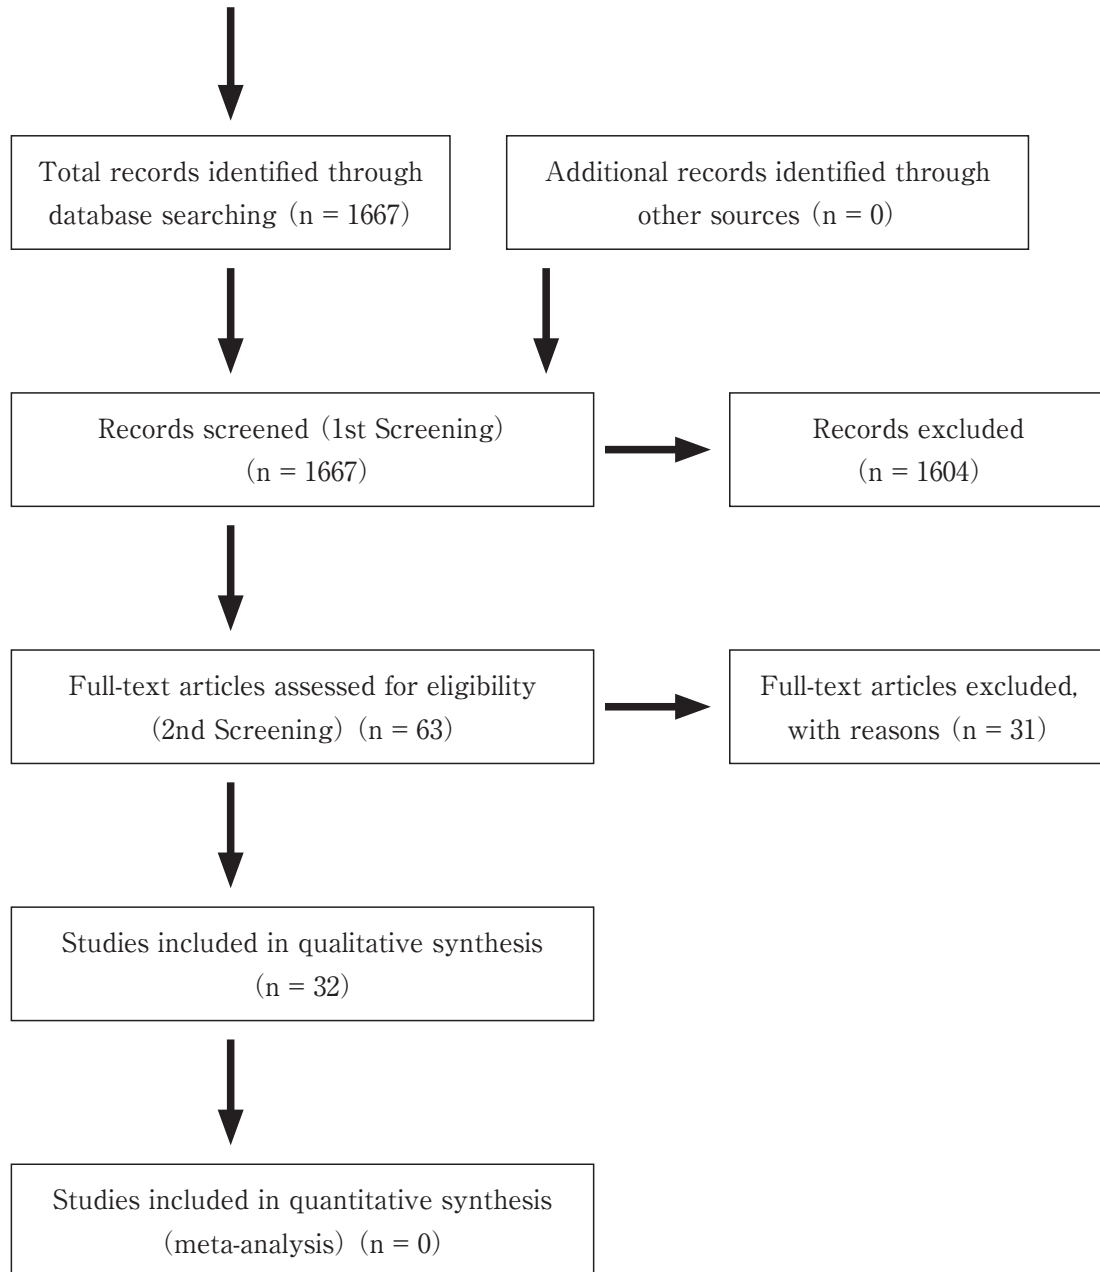 Total records identified through
database searching (n = 1667)
Additional records identified through
other sources (n = 0)
Records screened (1st Screening)
(n = 1667)
Records excluded
(n = 1604)
Full-text articles assessed for eligibility
(2nd Screening) (n = 63)
Full-text articles excluded,
with reasons (n = 31)
Studies included in qualitative synthesis
(n = 32)
Studies included in quantitative synthesis
(meta-analysis) (n = 0)